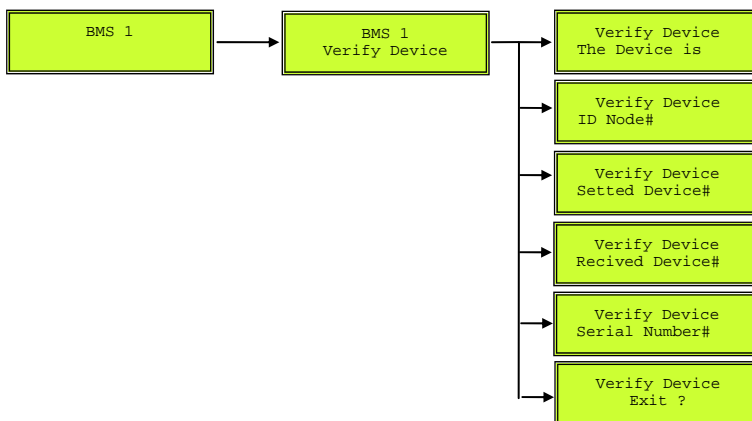 BMS 1
BMS 1
Verify Device
Verify Device
The Device is
Verify Device
ID Node#
Verify Device
Setted Device#
Verify Device
Recived Device#
Verify Device
Serial Number#
Verify Device
Exit ?